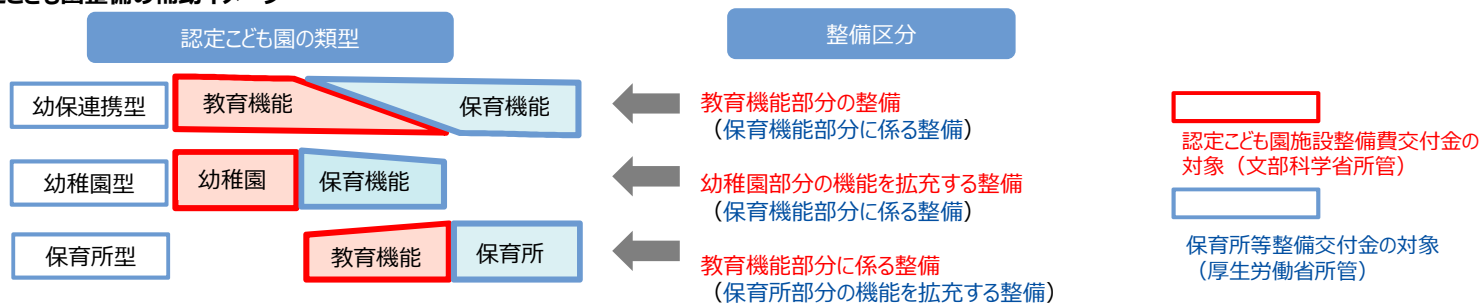 認定こども園の類型
整備区分
幼保連携型
教育機能
保育機能
教育機能部分の整備
（保育機能部分に係る整備）
認定こども園施設整備費交付金の
対象（文部科学省所管）
幼稚園型
幼稚園
保育機能
幼稚園部分の機能を拡充する整備
（保育機能部分に係る整備）
保育所型
教育機能
保育所
教育機能部分に係る整備
（保育所部分の機能を拡充する整備）
保育所等整備交付金の対象
（厚生労働省所管）